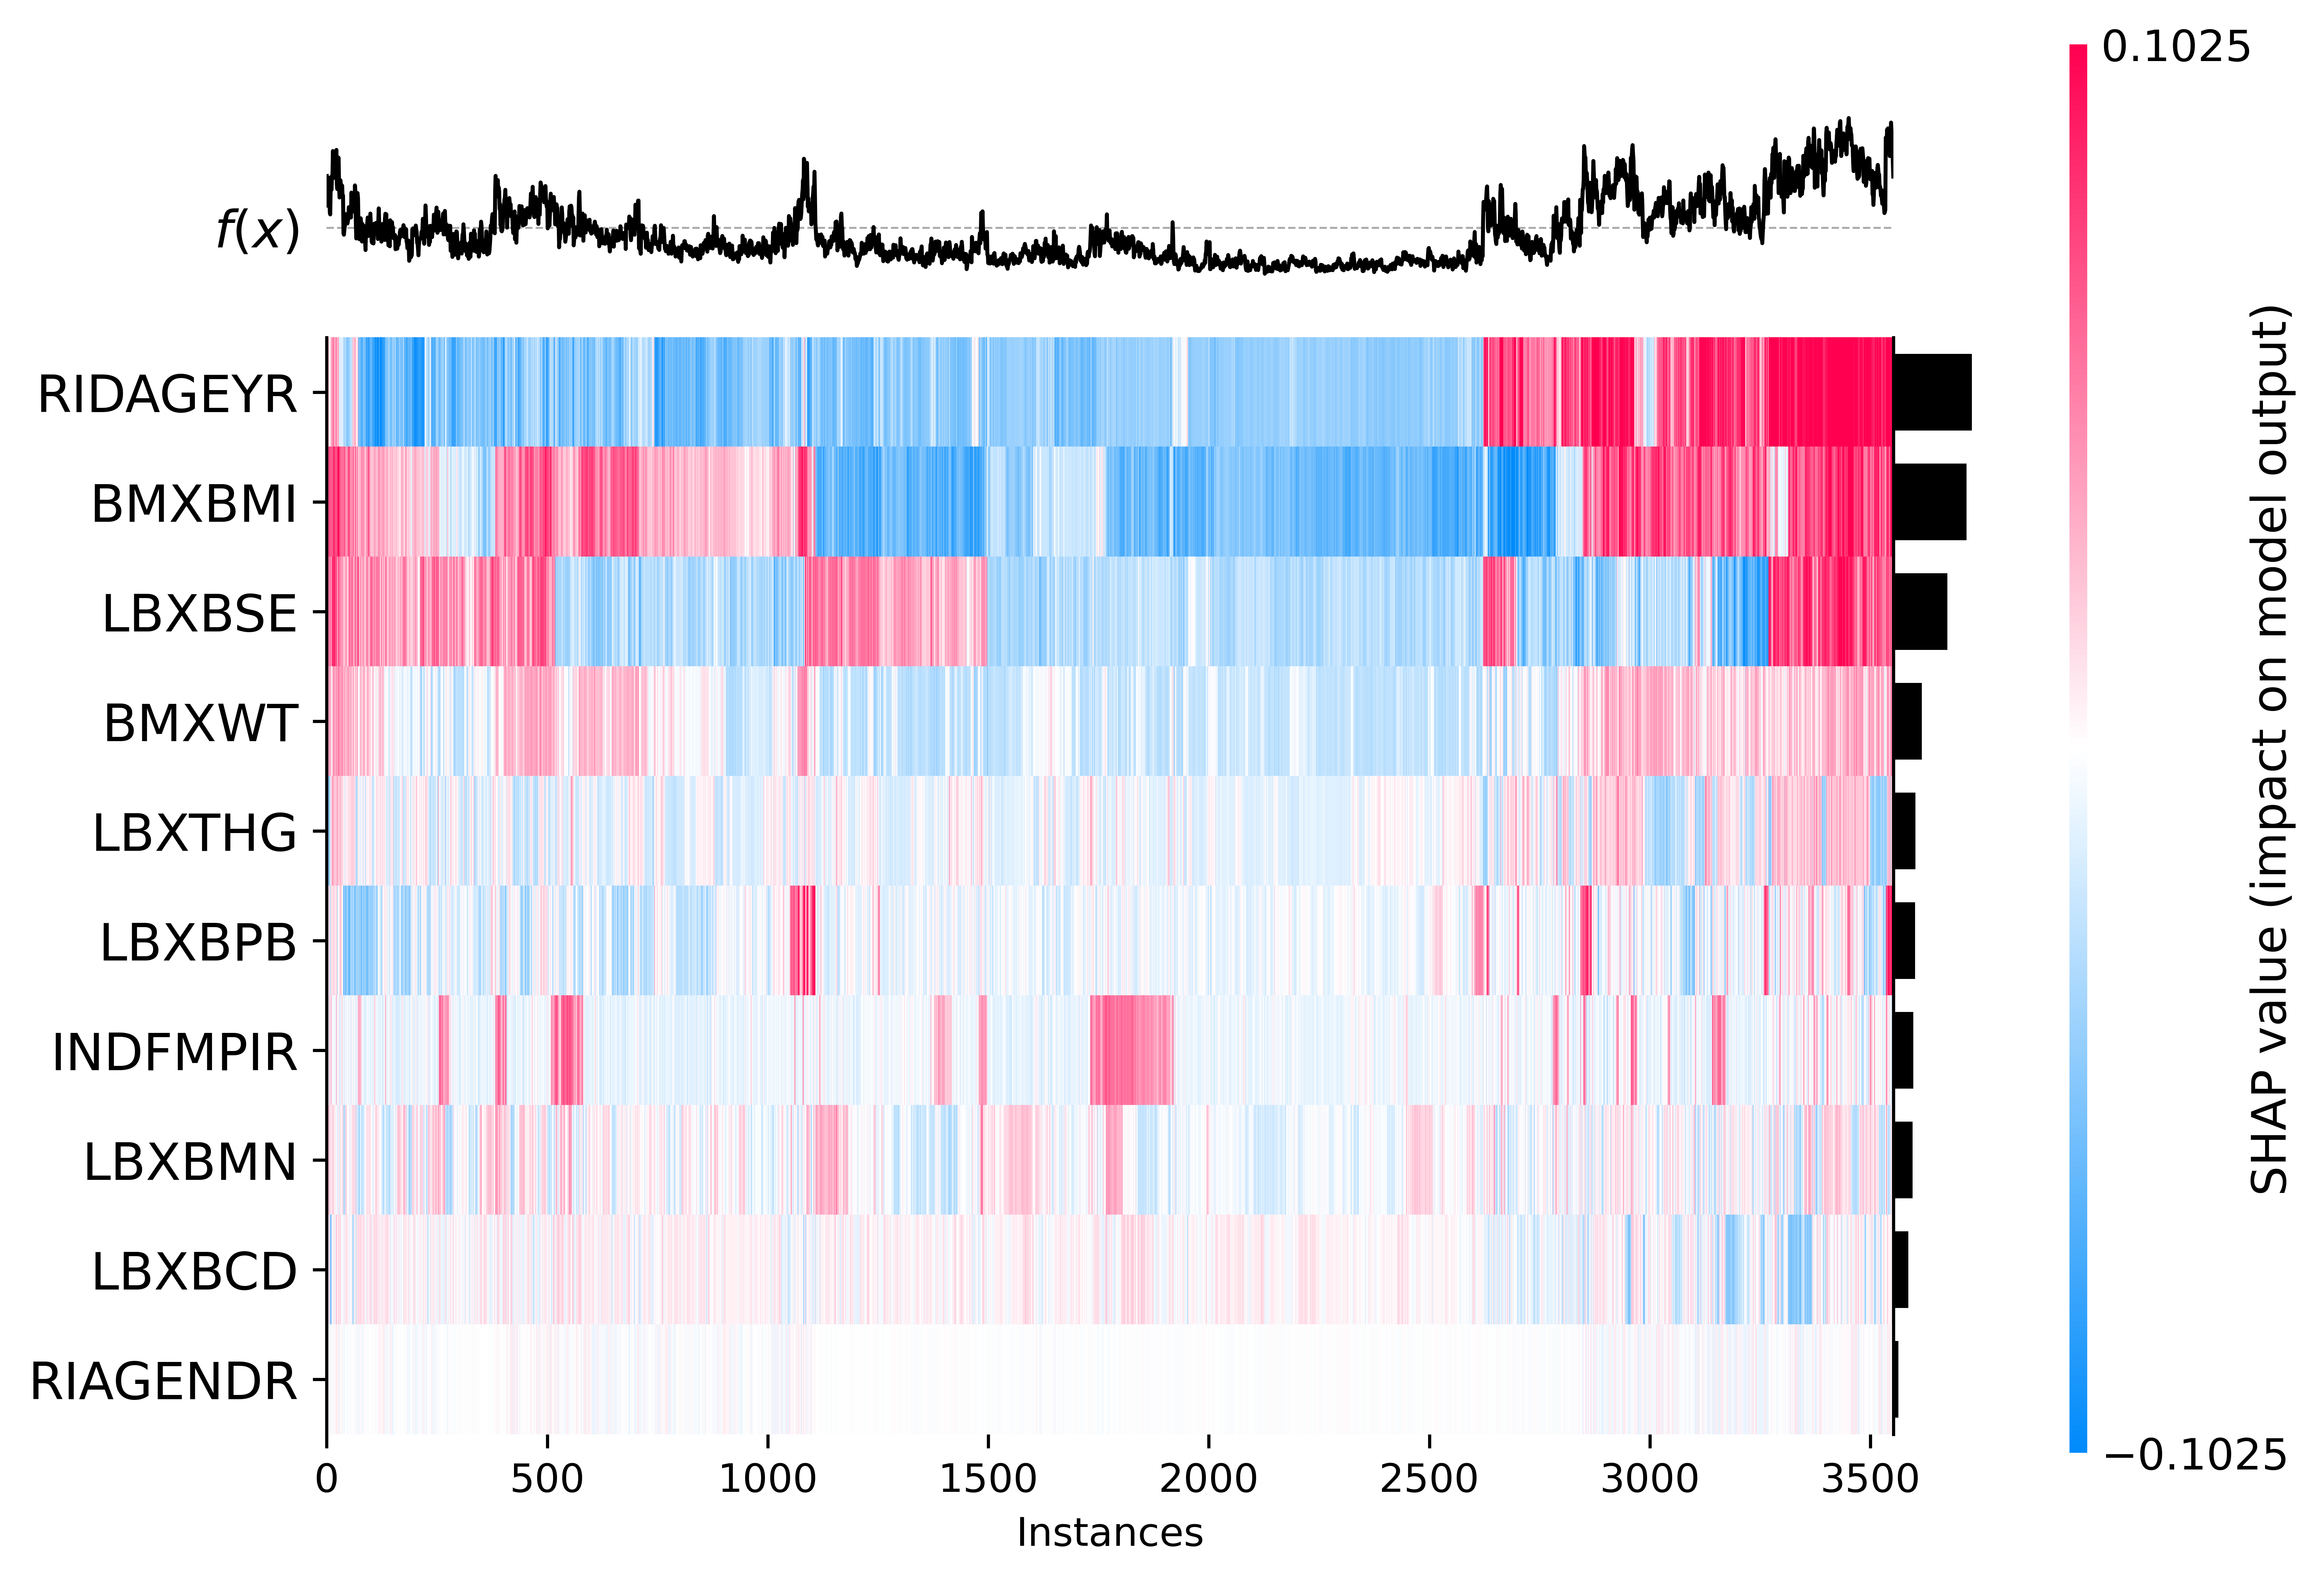 0.1025
f(x)
RIDAGEYR
BMXBMI
LBXBSE
BMXWT
LBXTHG
LBXBPB
INDFMPIR
LBXBMN
LBXBCD
RIAGENDR
SHAP value (impact on model output)
−0.1025
0 500 1000 1500 2000 2500 3000 3500
Instances